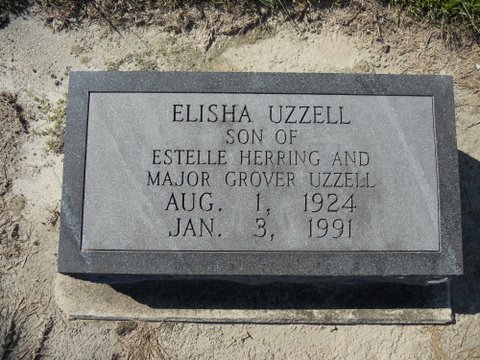 ELISHA UZZELL
SON OF
ESTELLE HERRING AND
MAJOR GROVER UZZELL
AUG. 1, 1924
JAN. 3, 1991